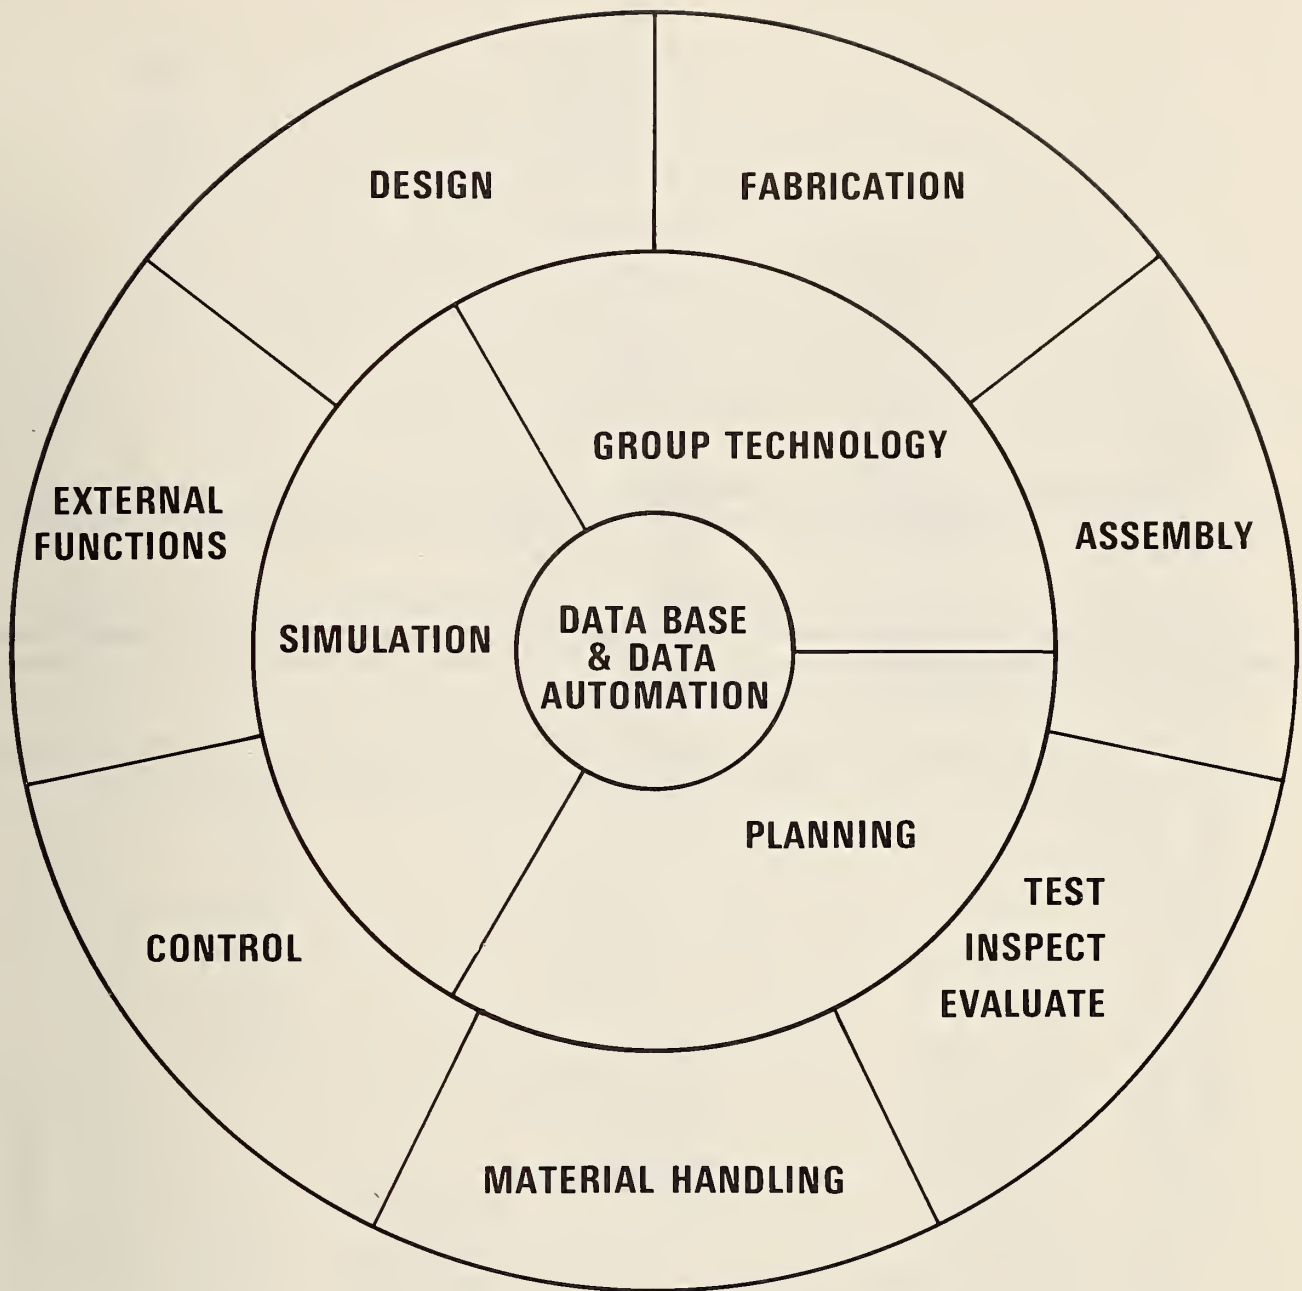 DESIGN
FABRICATION
GROUP TECHNOLOGY
EXTERNAL
FUNCTIONS
ASSEMBLY
SIMULATION
DATA BASE
& DATA
AUTOMATION
PLANNING
TEST
INSPECT
EVALUATE
CONTROL
MATERIAL HANDLING